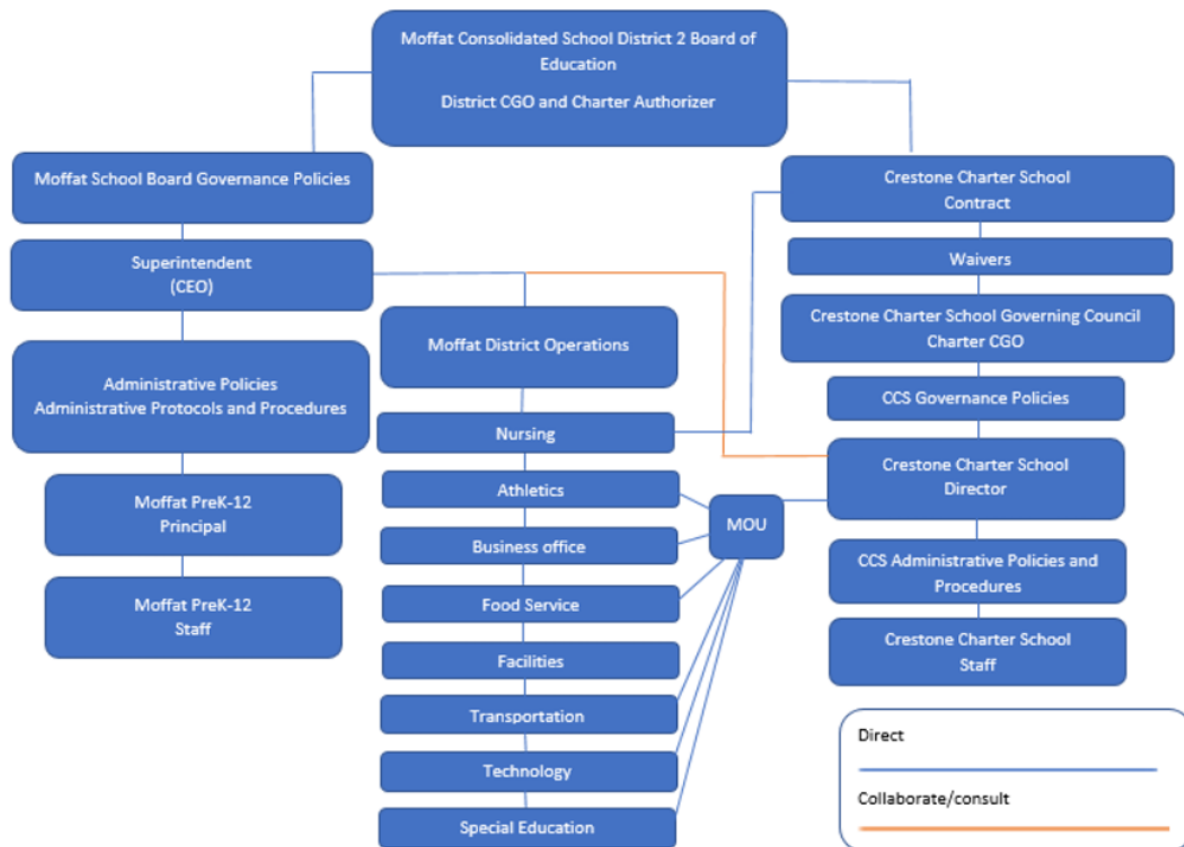 Moffat Consolidated School District 2 Board of
Education
District CGO and Charter Authorizer
Moffat School Board Governance Policies
Superintendent
(CEO)
Administrative Policies
Administrative Protocols and Procedures
Moffat PreK-12
Principal
Moffat PreK-12
Staff
Moffat District Operations
Nursing
Athletics
Business office
Food Service
Facilities
Transportation
Technology
Special Education
MOU
Crestone Charter School
Contract
Waivers
Crestone Charter School Governing Council
Charter CGO
CCS Governance Policies
Crestone Charter School
Director
CCS Administrative Policies and
Procedures
Crestone Charter School
Staff
Direct
Collaborate/consult